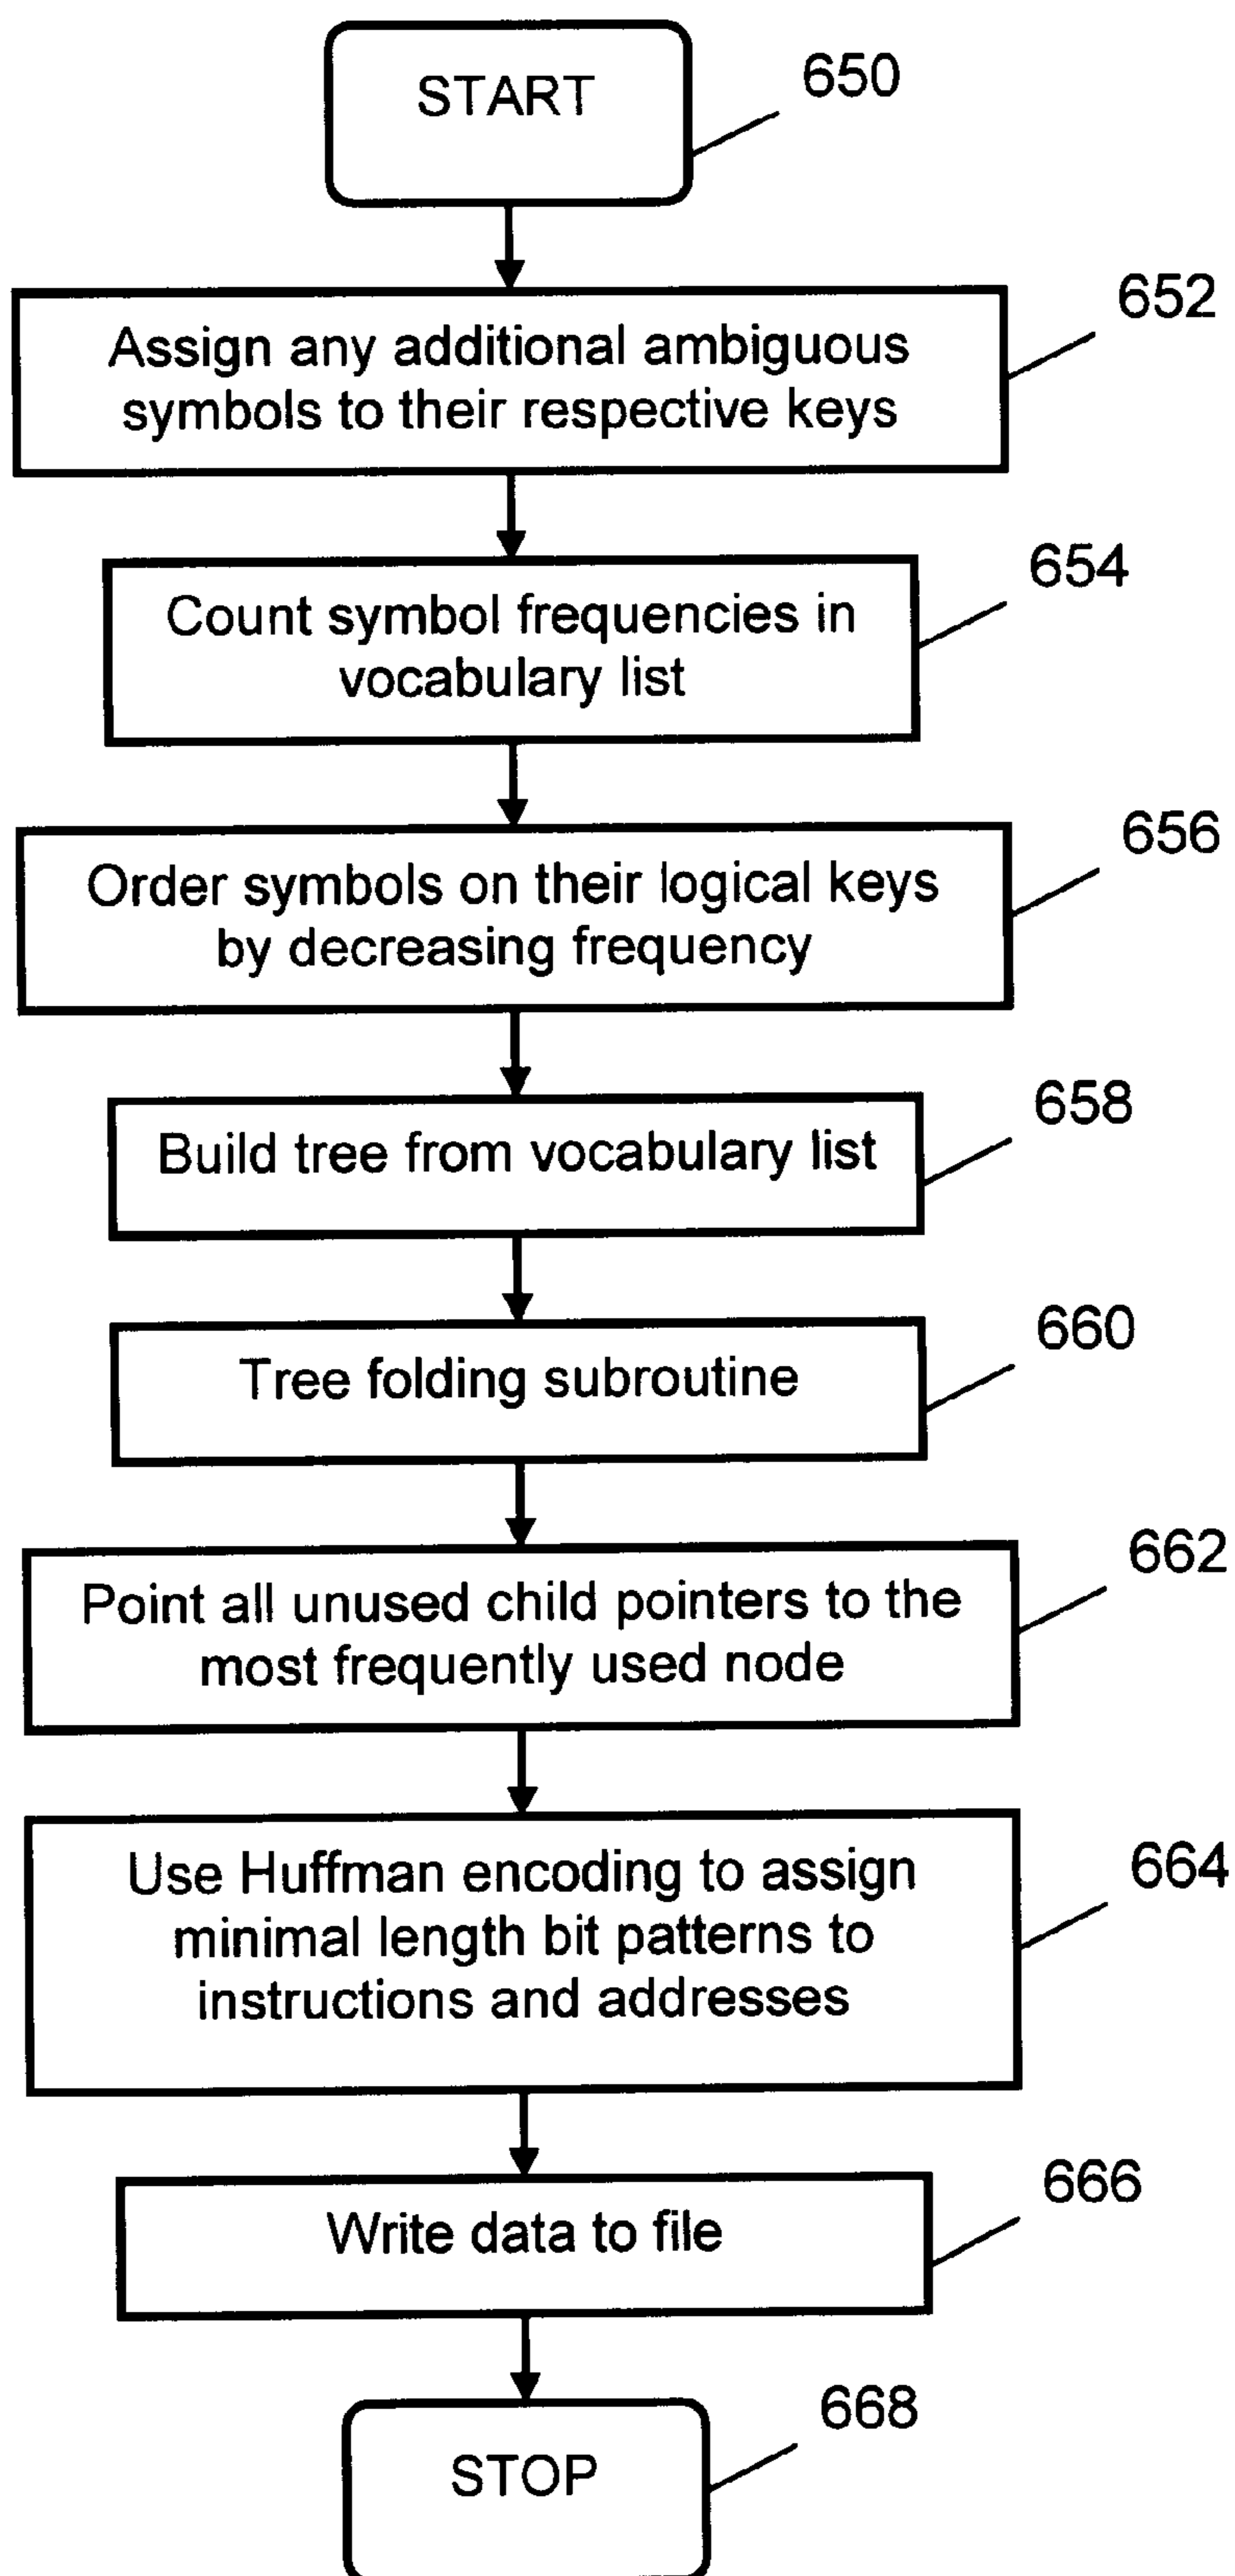 START
650
Assign any additional ambiguous
symbols to their respective keys
652
Count symbol frequencies in
vocabulary list
654
Order symbols on their logical keys
by decreasing frequency
656
Build tree from vocabulary list
658
Tree folding subroutine
660
Point all unused child pointers to the
most frequently used node
662
Use Huffman encoding to assign
minimal length bit patterns to
instructions and addresses
664
Write data to file
666
STOP
668